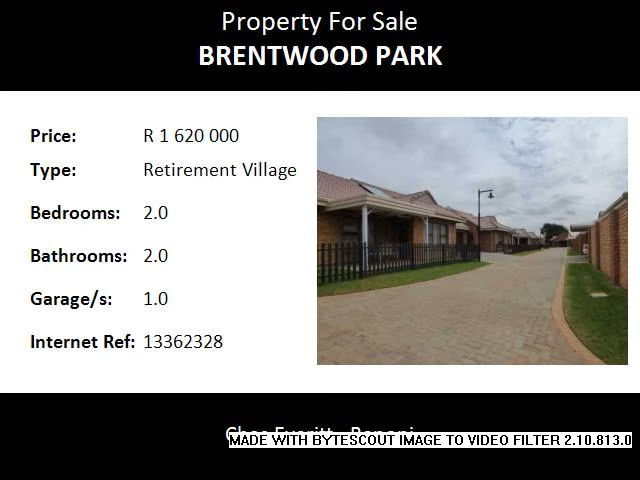 Property For Sale
BRENTWOOD PARK
Price: R 1 620 000
Type: Retirement Village
Bedrooms: 2.0
Bathrooms: 2.0
Garage/s: 1.0
Internet Ref: 13362328
MADE WITH BYTESCOUT IMAGE TO VIDEO FILTER 2.10.813.0